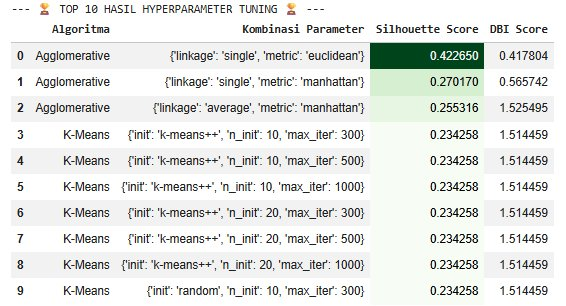 --- 🏆 TOP 10 HASIL HYPERPARAMETER TUNING 🏆 ---
Algoritma Kombinasi Parameter Silhouette Score DBI Score
0 Agglomerative {'linkage': 'single', 'metric': 'euclidean'} 0.422650 0.417804
1 Agglomerative {'linkage': 'single', 'metric': 'manhattan'} 0.270170 0.565742
2 Agglomerative {'linkage': 'average', 'metric': 'manhattan'} 0.255316 1.525495
3 K-Means {'init': 'k-means++', 'n_init': 10, 'max_iter': 300} 0.234258 1.514459
4 K-Means {'init': 'k-means++', 'n_init': 10, 'max_iter': 500} 0.234258 1.514459
5 K-Means {'init': 'k-means++', 'n_init': 10, 'max_iter': 1000} 0.234258 1.514459
6 K-Means {'init': 'k-means++', 'n_init': 20, 'max_iter': 300} 0.234258 1.514459
7 K-Means {'init': 'k-means++', 'n_init': 20, 'max_iter': 500} 0.234258 1.514459
8 K-Means {'init': 'k-means++', 'n_init': 20, 'max_iter': 1000} 0.234258 1.514459
9 K-Means {'init': 'random', 'n_init': 10, 'max_iter': 300} 0.234258 1.514459